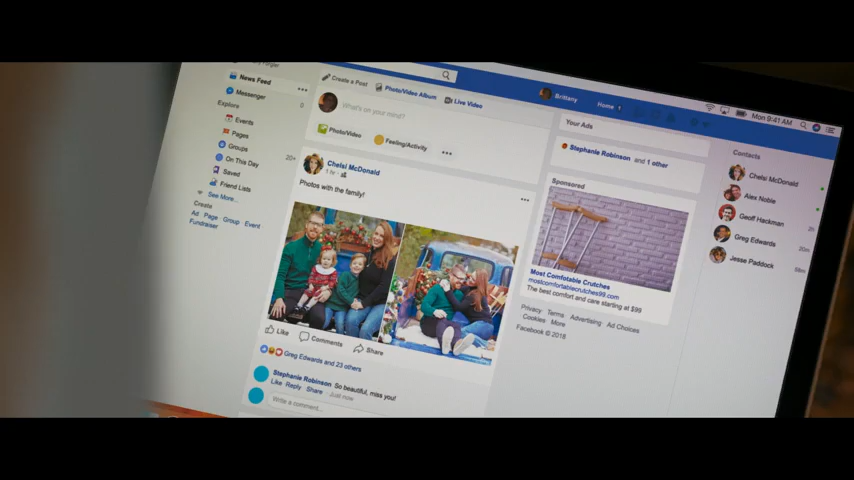 News Feed
Messenger
Explore
Events
Pages
Groups
On This Day
20+
Saved
Friend Lists
See More...
Create
Ad Page Group Event
Fundraiser
Create a Post
Photo/Video Album
Live Video
What's on your mind?
Photo/Video
Feeling/Activity
Chelsi McDonald
1 hr
Photos with the family!
Like
Comments
Share
Greg Edwards and 23 others
Stephanie Robinson So beautiful, miss you!
Like Reply Share Just now
Write a comment...
Brittany
Home
Mon 9:41 AM
Your Ads
Stephanie Robinson and 1 other
Sponsored
Most Comfotable Crutches
mostcomfortablecrutches99.com
The best comfort and care starting at $99
Privacy Terms Advertising Ad Choices
Cookies More
Facebook © 2018
Contacts
Chelsi McDonald
Alex Noble
Geoff Hackman
Greg Edwards
Jesse Paddock